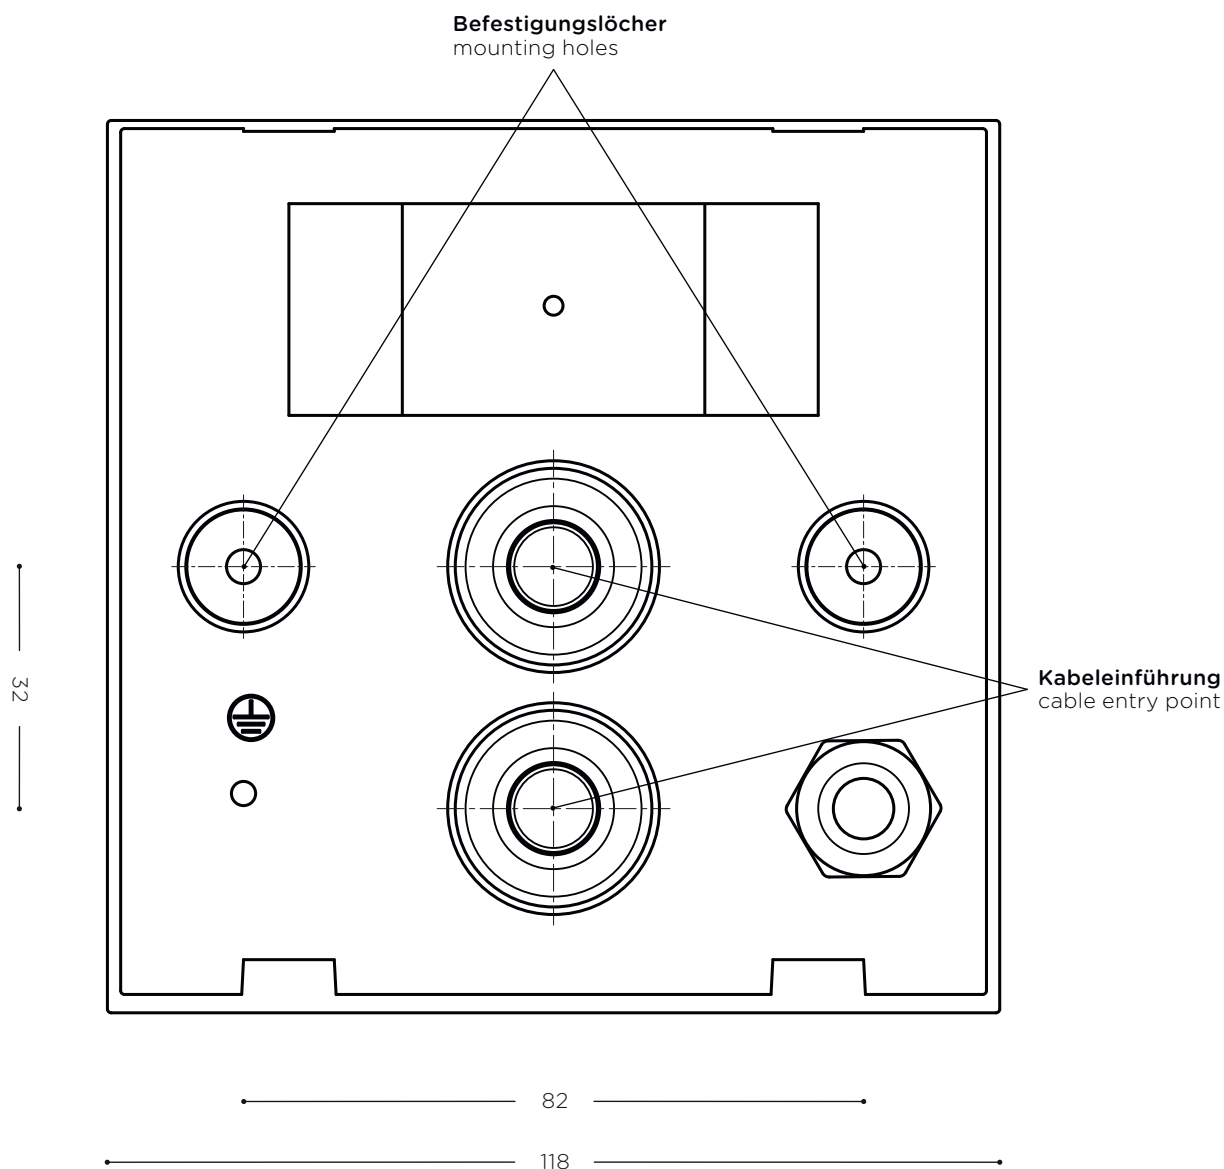 Befestigungslöcher
mounting holes
32
Kabeleinführung
cable entry point
82
118